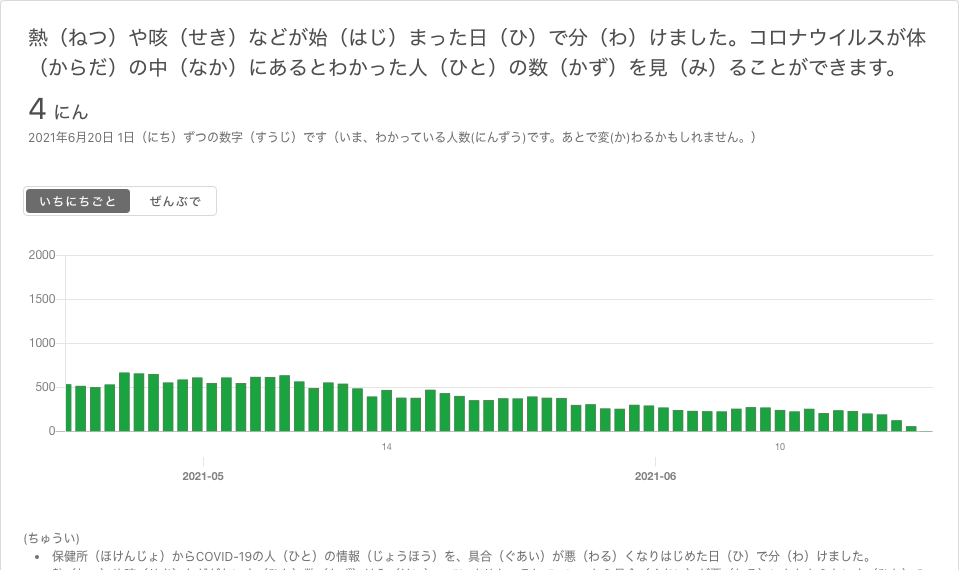 熱（ねつ）や咳（せき）などが始（はじ）まった日（ひ）で分（わ）けました。コロナウイルスが体
（からだ）の中（なか）にあるとわかった人（ひと）の数（かず）を見（み）ることができます。
4 にん
2021年6月20日 1日（にち）ずつの数字（すうじ）です（いま、わかっている人数(にんずう)です。あとで変(か)わるかもしれません。）
いちにちごと ぜんぶで
2000
1500
1000
500
0
14 10
2021-05 2021-06
(ちゅうい)
• 保健所（ほけんじょ）からCOVID-19の人（ひと）の情報（じょうほう）を、具合（ぐあい）が悪（わる）くなりはじめた日（ひ）で分（わ）けました。